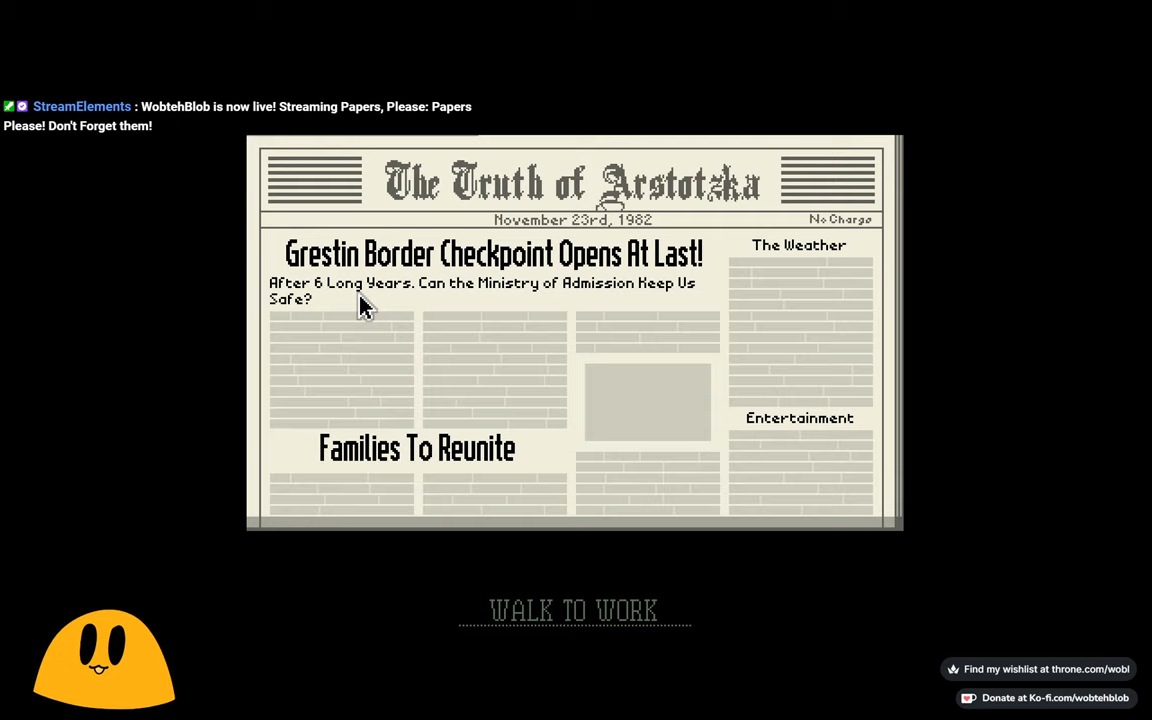 StreamElements : WobtehBlob is now live! Streaming Papers, Please: Papers
Please! Don't Forget them!
The Truth of Arstotzka
November 23rd, 1982
No Charge
Grestin Border Checkpoint Opens At Last!
After 6 Long Years. Can the Ministry of Admission Keep Us
Safe?
The Weather
Entertainment
Families To Reunite
WALK TO WORK
Find my wishlist at throne.com/wobl
Donate at Ko-fi.com/wobtehblob